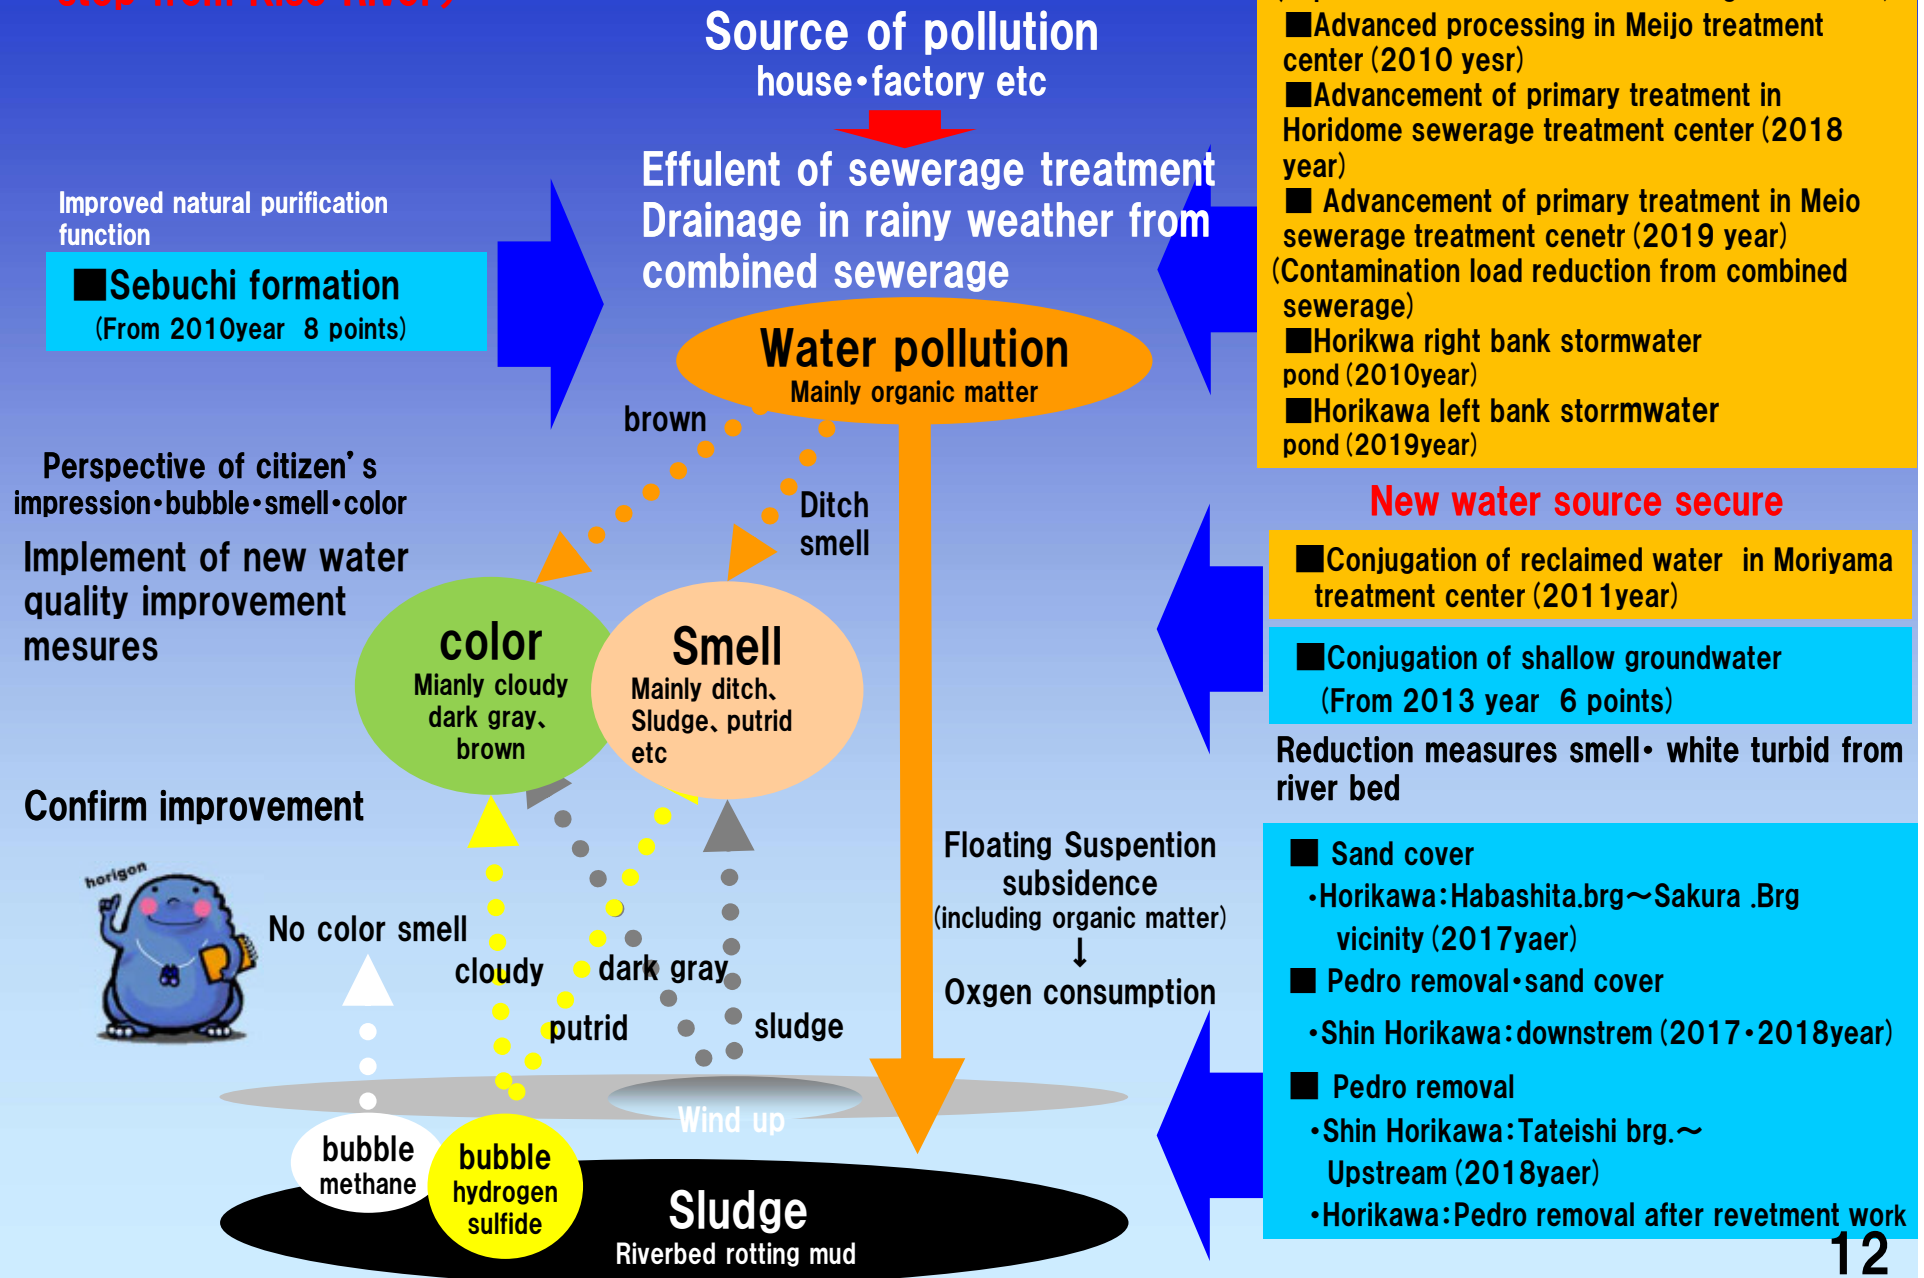 stop from Kiso River)
Source of pollution
house・factory etc
Effulent of sewerage treatment
Drainage in rainy weather from
combined sewerage
Improved natural purification
function
■Sebuchi formation
(From 2010year 8 points)
Water pollution
Mainly organic matter
brown
Ditch
smell
Perspective of citizen's
impression・bubble・smell・color
Implement of new water
quality improvement
mesures
color
Mianly cloudy
dark gray、
brown
Smell
Mainly ditch、
Sludge、putrid
etc
Confirm improvement
horigon
No color smell
cloudy
dark gray
putrid
sludge
Floating Suspention
subsidence
(including organic matter)
↓
Oxgen consumption
Wind up
bubble
methane
bubble
hydrogen
sulfide
Sludge
Riverbed rotting mud
■Advanced processing in Meijo treatment
center(2010 yesr)
■Advancement of primary treatment in
Horidome sewerage treatment center(2018
year)
■ Advancement of primary treatment in Meio
sewerage treatment cenetr(2019 year)
(Contamination load reduction from combined
sewerage)
■Horikwa right bank stormwater
pond(2010year)
■Horikawa left bank storrmwater
pond(2019year)
New water source secure
■Conjugation of reclaimed water in Moriyama
treatment center(2011year)
■Conjugation of shallow groundwater
(From 2013 year 6 points)
Reduction measures smell・ white turbid from
river bed
■ Sand cover
・Horikawa:Habashita.brg～Sakura .Brg
vicinity(2017yaer)
■ Pedro removal・sand cover
・Shin Horikawa:downstrem(2017・2018year)
■ Pedro removal
・Shin Horikawa:Tateishi brg.～
Upstream(2018yaer)
・Horikawa:Pedro removal after revetment work
12